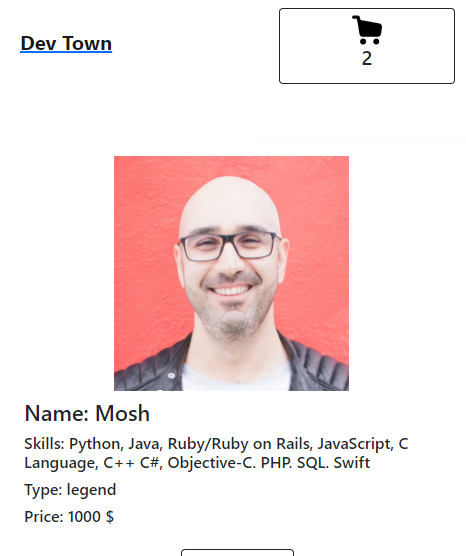 Dev Town
2
Name: Mosh
Skills: Python, Java, Ruby/Ruby on Rails, JavaScript, C
Language, C++ C#, Objective-C. PHP. SQL. Swift
Type: legend
Price: 1000 $